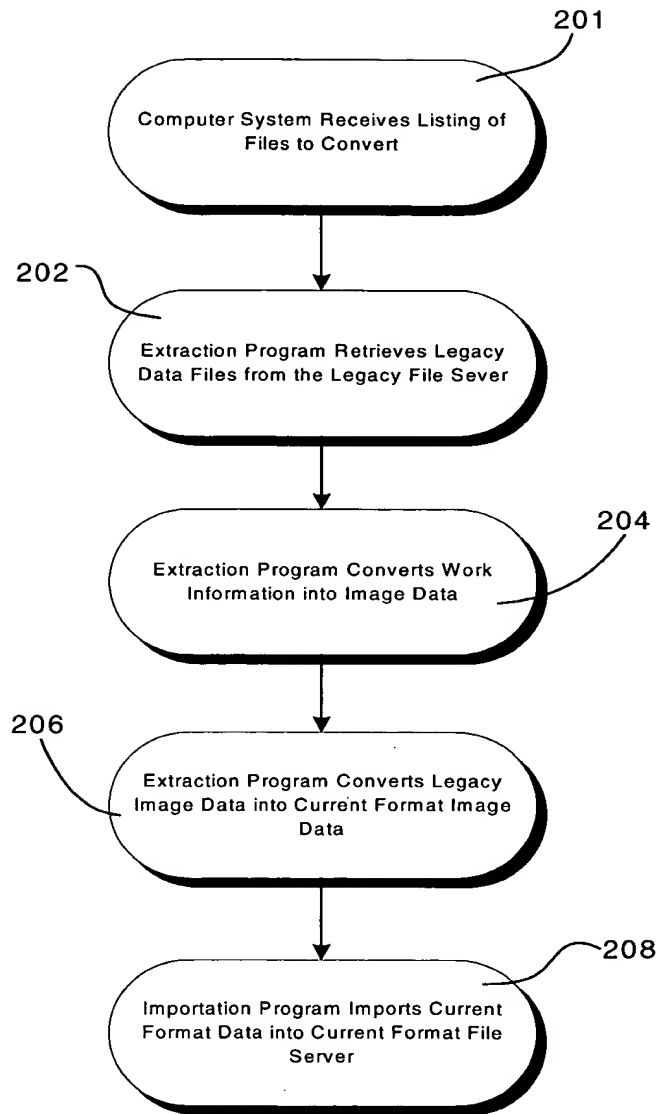 201
Computer System Receives Listing of
Files to Convert
202
Extraction Program Retrieves Legacy
Data Files from the Legacy File Sever
204
Extraction Program Converts Work
Information into Image Data
206
Extraction Program Converts Legacy
Image Data into Current Format Image
Data
208
Importation Program Imports Current
Format Data into Current Format File
Server